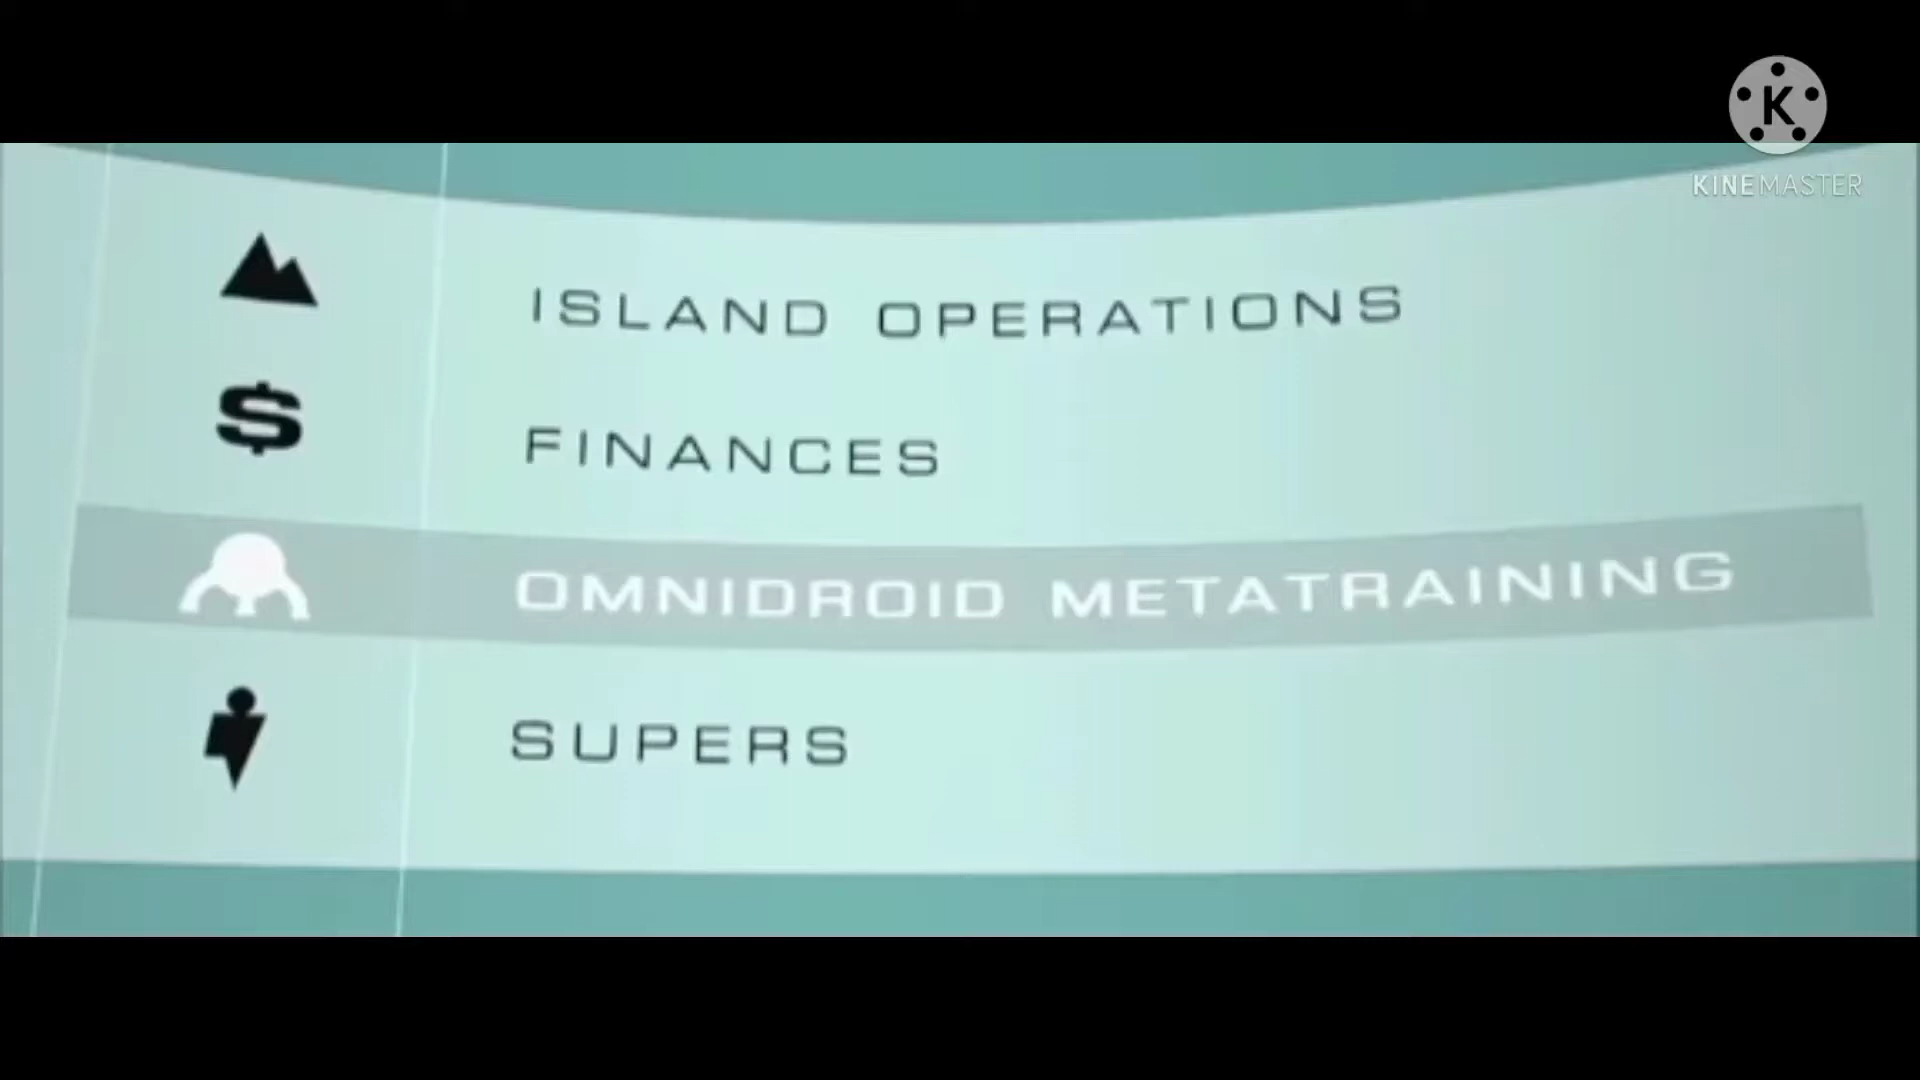 K
KINEMASTER
ISLAND OPERATIONS
$
FINANCES
OMNIDROID METATRAINING
SUPERS